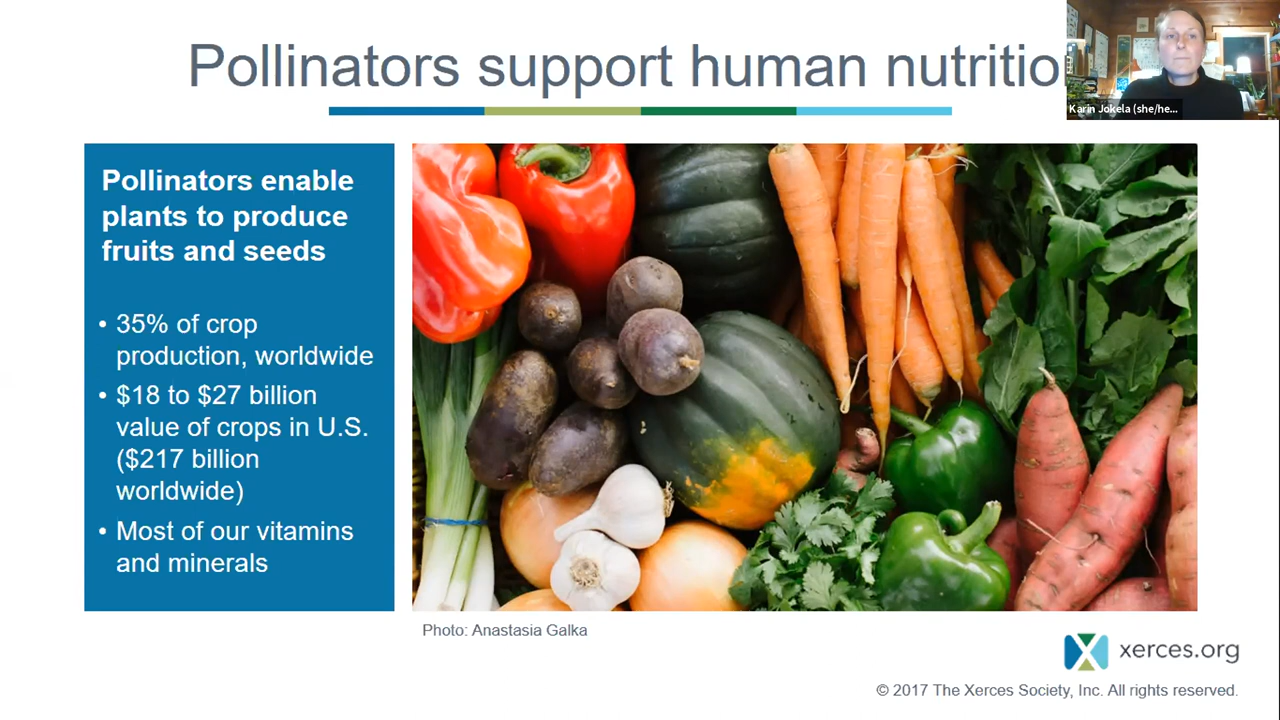 Pollinators support human nutritio
Karin Jokela (she/he...
Pollinators enable
plants to produce
fruits and seeds
• 35% of crop
production, worldwide
• $18 to $27 billion
value of crops in U.S.
($217 billion
worldwide)
• Most of our vitamins
and minerals
Photo: Anastasia Galka
xerces.org
© 2017 The Xerces Society, Inc. All rights reserved.